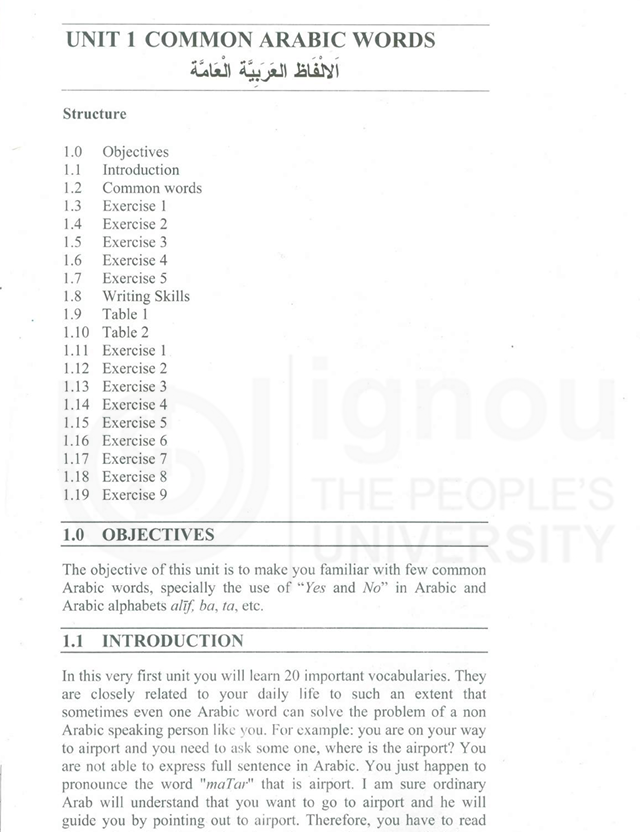 UNIT 1 COMMON ARABIC WORDS
اَلالْفَاظ العَرَبِيَّة الْعَامَّة
Structure
1.0 Objectives
1.1 Introduction
1.2 Common words
1.3 Exercise 1
1.4 Exercise 2
1.5 Exercise 3
1.6 Exercise 4
1.7 Exercise 5
1.8 Writing Skills
1.9 Table 1
1.10 Table 2
1.11 Exercise 1
1.12 Exercise 2
1.13 Exercise 3
1.14 Exercise 4
1.15 Exercise 5
1.16 Exercise 6
1.17 Exercise 7
1.18 Exercise 8
1.19 Exercise 9
ignou
THE PEOPLE'S
UNIVERSITY
1.0 OBJECTIVES
The objective of this unit is to make you familiar with few common
Arabic words, specially the use of "Yes and No" in Arabic and
Arabic alphabets alīf, ba, ta, etc.
1.1 INTRODUCTION
In this very first unit you will learn 20 important vocabularies. They
are closely related to your daily life to such an extent that
sometimes even one Arabic word can solve the problem of a non
Arabic speaking person like you. For example: you are on your way
to airport and you need to ask some one, where is the airport? You
are not able to express full sentence in Arabic. You just happen to
pronounce the word "maTar" that is airport. I am sure ordinary
Arab will understand that you want to go to airport and he will
guide you by pointing out to airport. Therefore, you have to read